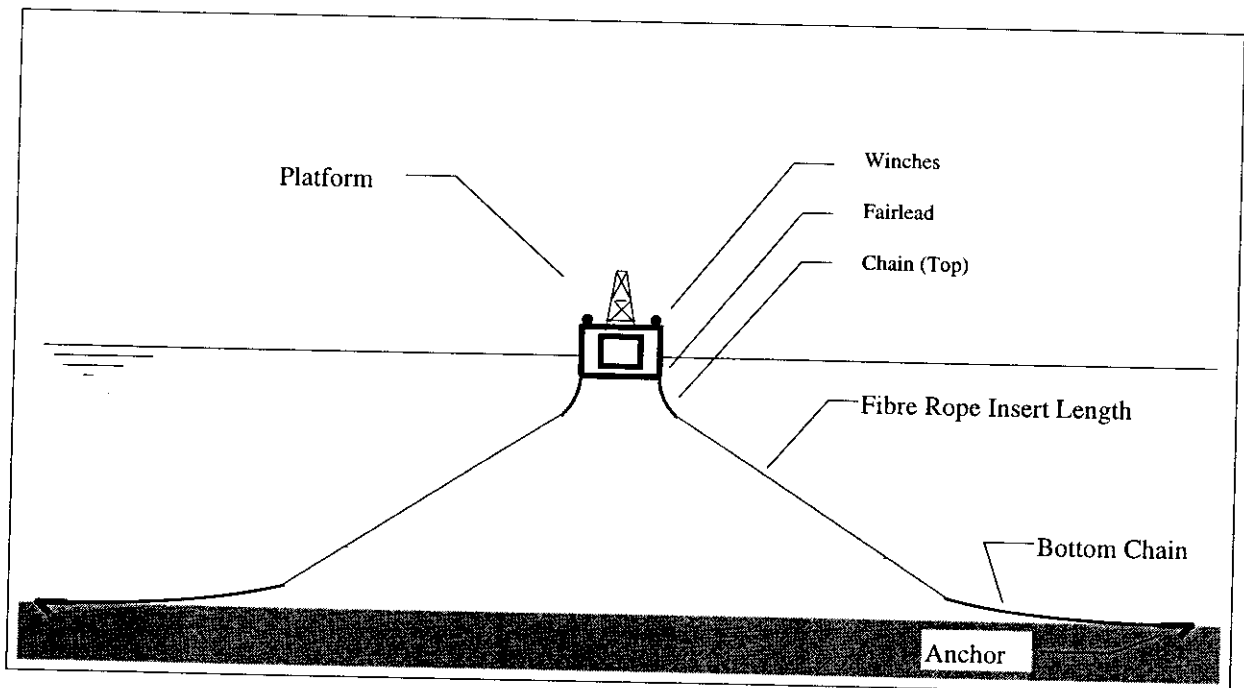 Winches
Platform
Fairlead
Chain (Top)
Fibre Rope Insert Length
Bottom Chain
Anchor